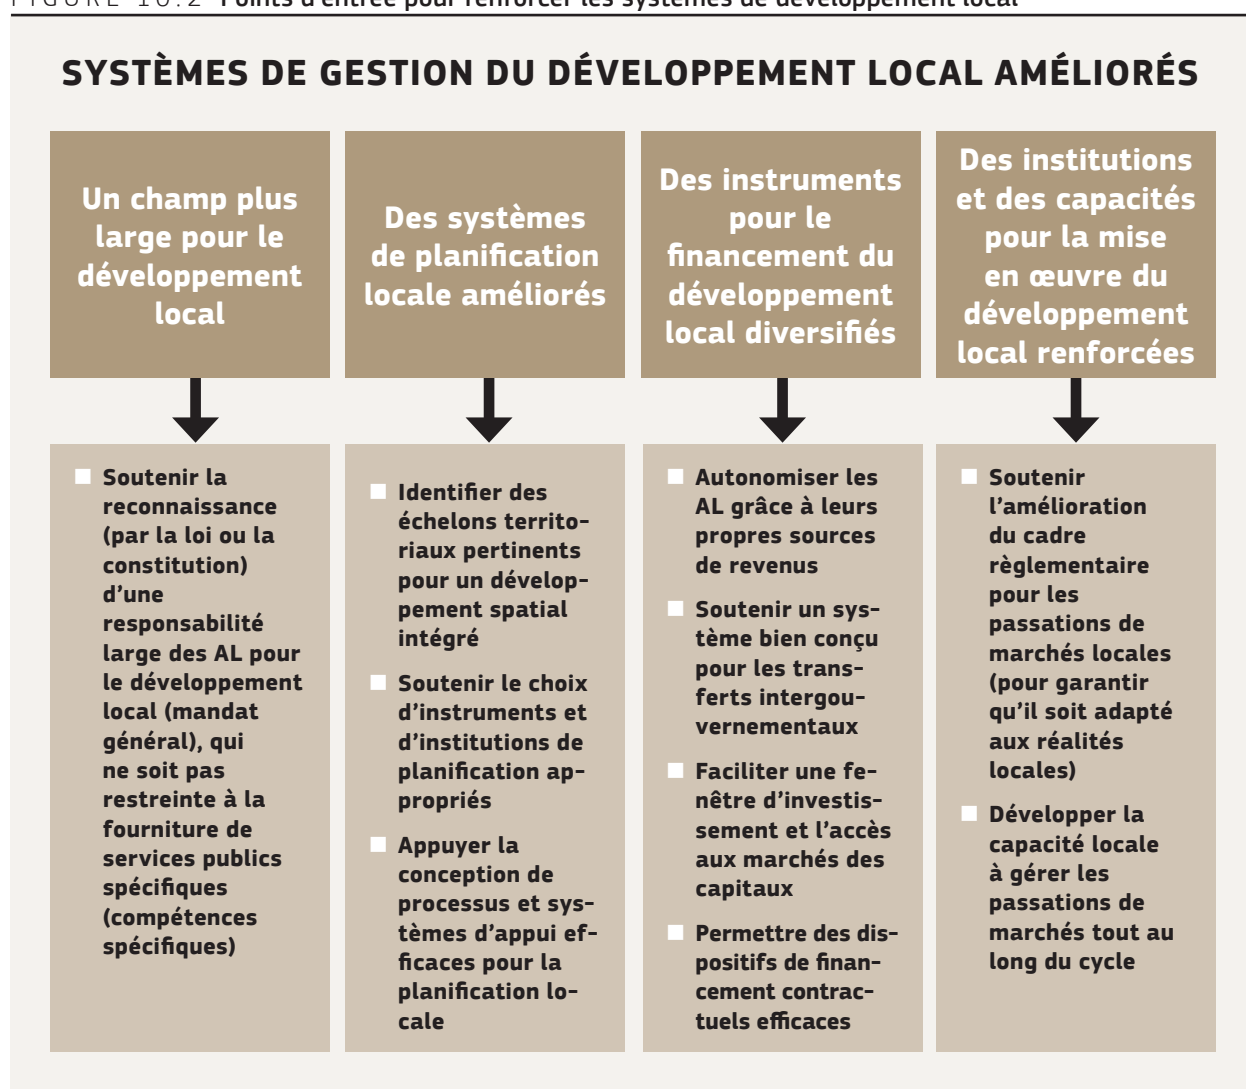 FIGURE 10.2 Points d'entrée pour renforcer les systèmes de développement local
SYSTÈMES DE GESTION DU DÉVELOPPEMENT LOCAL AMÉLIORÉS
Un champ plus
large pour le
développement
local
Des systèmes
de planification
locale améliorés
Des instruments
pour le
financement du
développement
local diversifiés
Des institutions
et des capacités
pour la mise
en œuvre du
développement
local renforcées
Soutenir la
reconnaissance
(par la loi ou la
constitution)
d'une
responsabilité
large des AL pour
le développement
local (mandat
général), qui
ne soit pas
restreinte à la
fourniture de
services publics
spécifiques
(compétences
spécifiques)
Identifier des
échelons territo-
riaux pertinents
pour un dévelop-
pement spatial
intégré
Soutenir le choix
d'instruments et
d'institutions de
planification ap-
propriés
Appuyer la
conception de
processus et sys-
tèmes d'appui ef-
ficaces pour la
planification lo-
cale
Autonomiser les
AL grâce à leurs
propres sources
de revenus
Soutenir un sys-
tème bien conçu
pour les trans-
ferts intergou-
vernementaux
Faciliter une fe-
nêtre d'investis-
sement et l'accès
aux marchés des
capitaux
Permettre des dis-
positifs de finan-
cement contrac-
tuels efficaces
Soutenir
l'amélioration
du cadre
règlementaire
pour les
passations de
marchés locales
(pour garantir
qu'il soit adapté
aux réalités
locales)
Développer la
capacité locale
à gérer les
passations de
marchés tout au
long du cycle